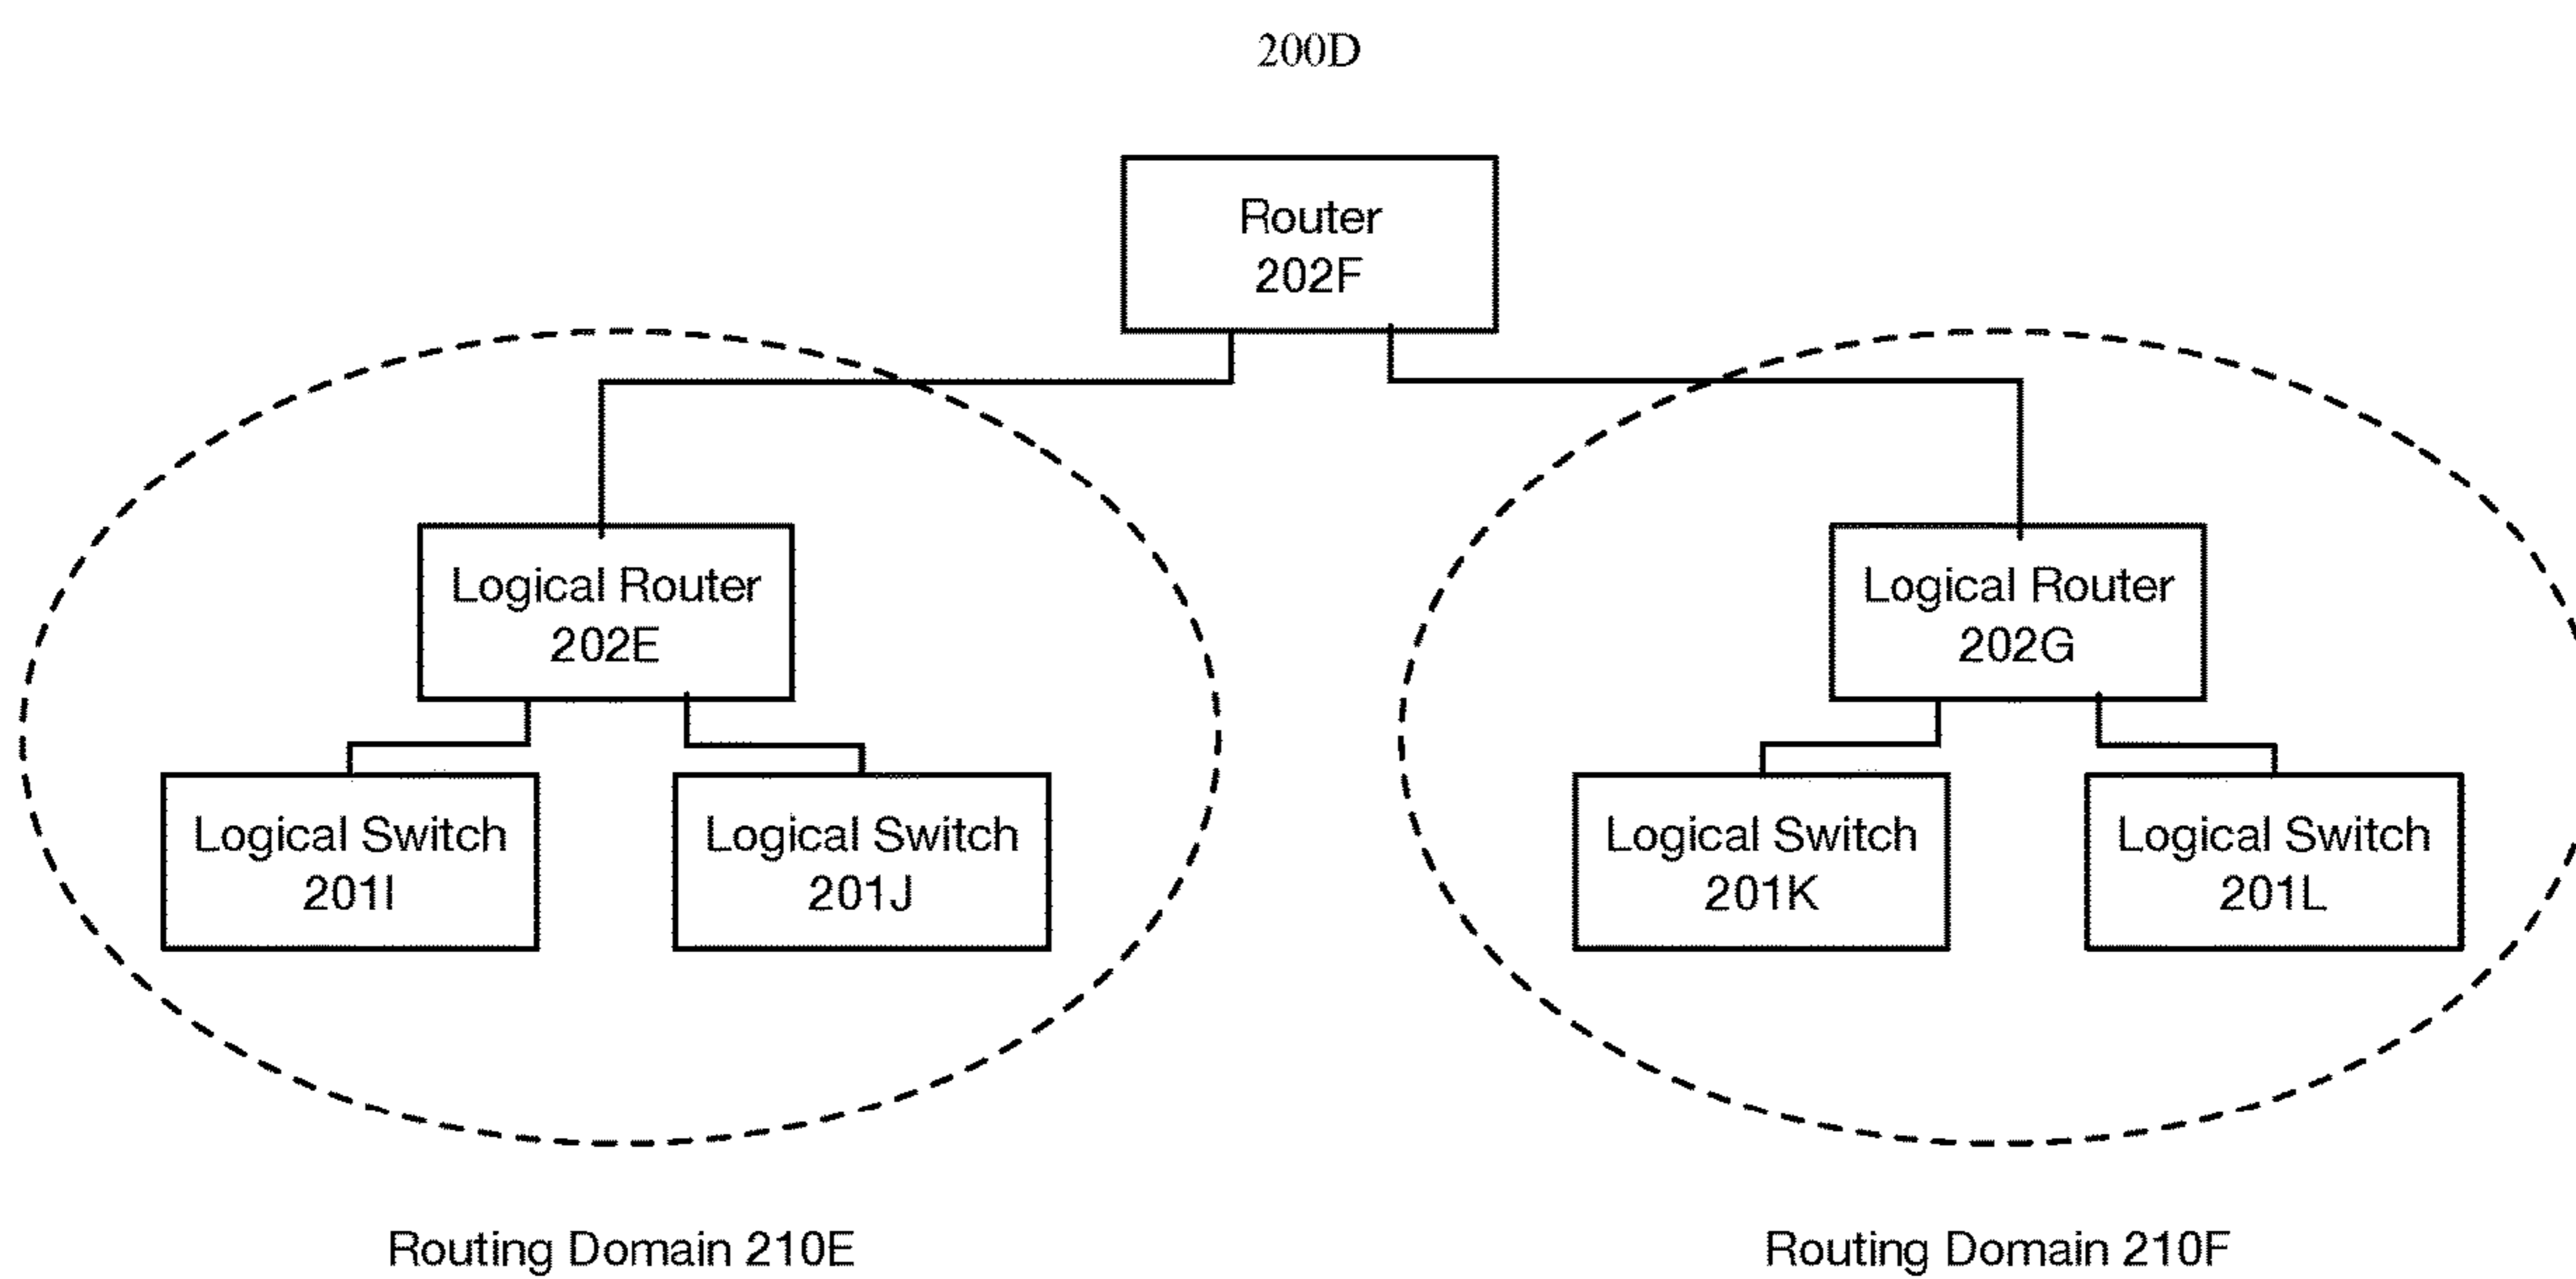 200D
Router
202F
Logical Router
202E
Logical Router
202G
Logical Switch
201I
Logical Switch
201J
Logical Switch
201K
Logical Switch
201L
Routing Domain 210E
Routing Domain 210F